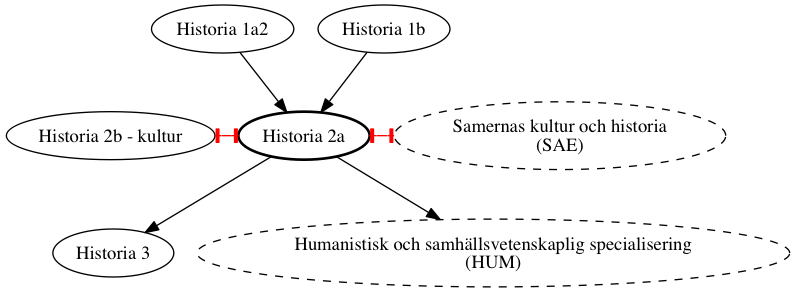 Historia 1a2
Historia 1b
Historia 2b - kultur
Historia 2a
Samernas kultur och historia
(SAE)
Historia 3
Humanistisk och samhällsvetenskaplig specialisering
(HUM)